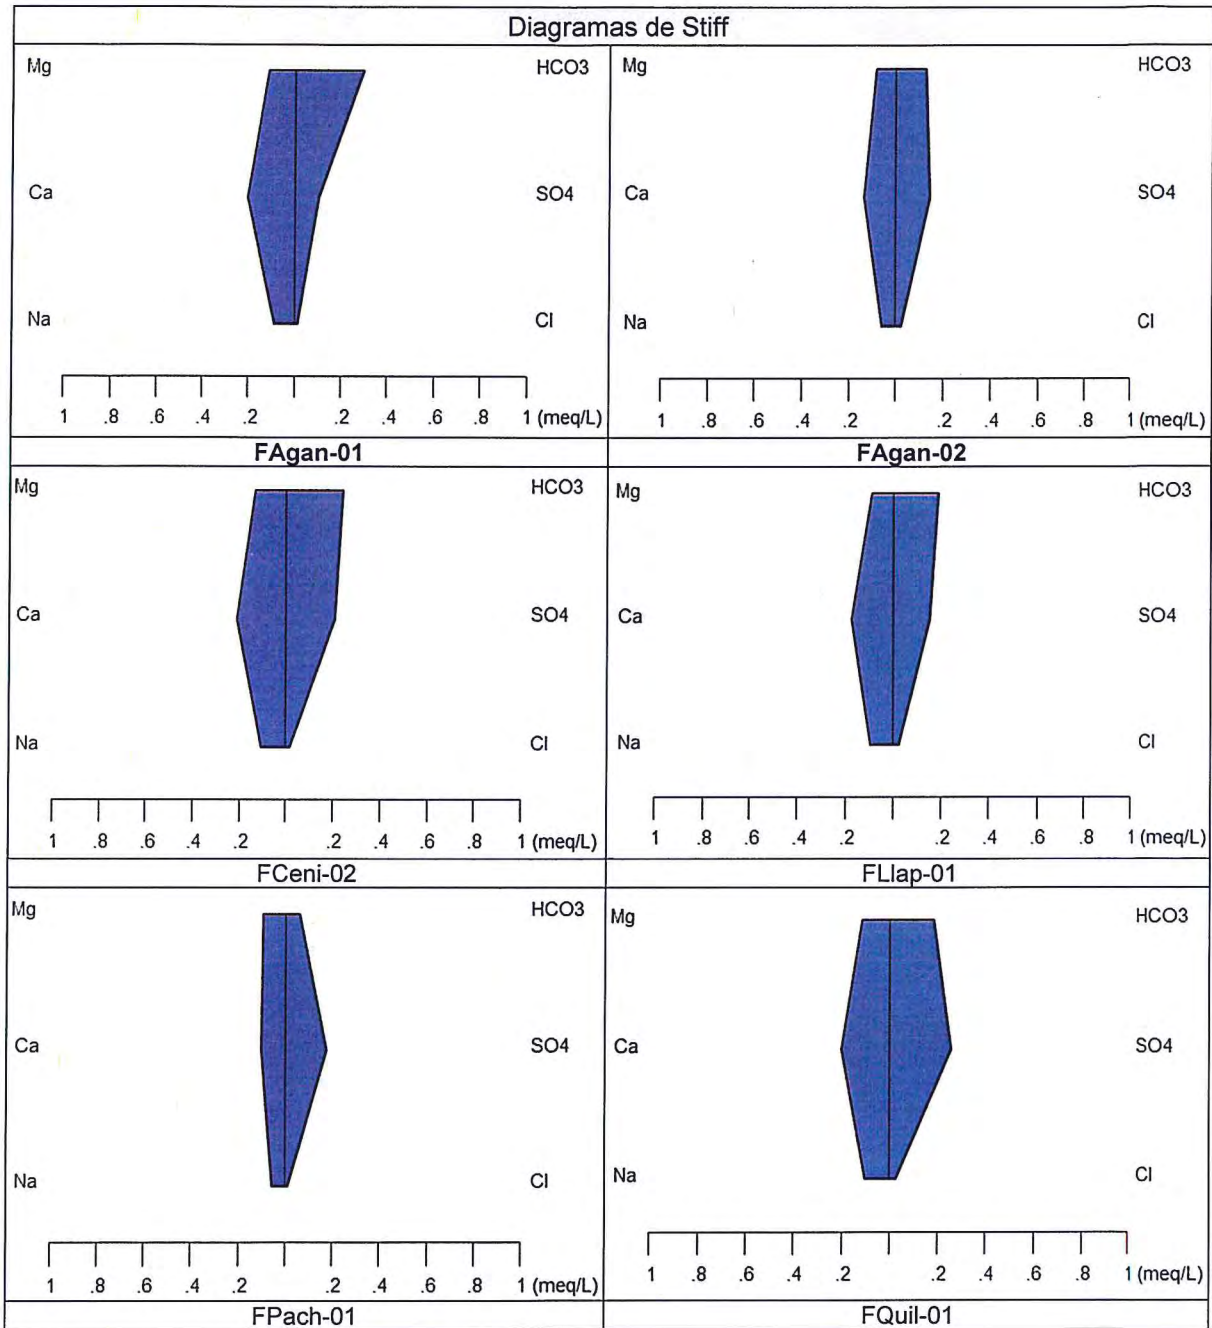 Diagramas de Stiff
Mg HCO3
Ca SO4
Na Cl
1 .8 .6 .4 .2 .2 .4 .6 .8 1 (meq/L)
FAgan-01
Mg HCO3
Ca SO4
Na Cl
1 .8 .6 .4 .2 .2 .4 .6 .8 1 (meq/L)
FAgan-02
Mg HCO3
Ca SO4
Na Cl
1 .8 .6 .4 .2 .2 .4 .6 .8 1 (meq/L)
FCeni-02
Mg HCO3
Ca SO4
Na Cl
1 .8 .6 .4 .2 .2 .4 .6 .8 1 (meq/L)
FLlap-01
Mg HCO3
Ca SO4
Na Cl
1 .8 .6 .4 .2 .2 .4 .6 .8 1 (meq/L)
FPach-01
Mg HCO3
Ca SO4
Na Cl
1 .8 .6 .4 .2 .2 .4 .6 .8 1 (meq/L)
FQuil-01